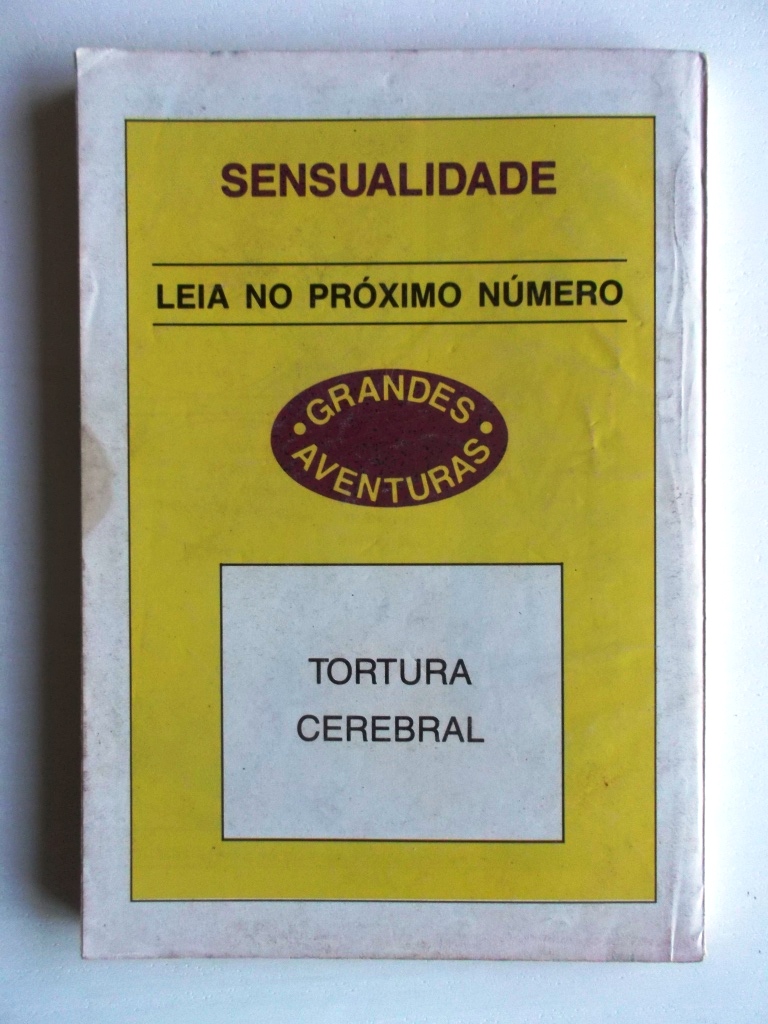 SENSUALIDADE
LEIA NO PRÓXIMO NÚMERO
GRANDES
AVENTURAS
TORTURA
CEREBRAL